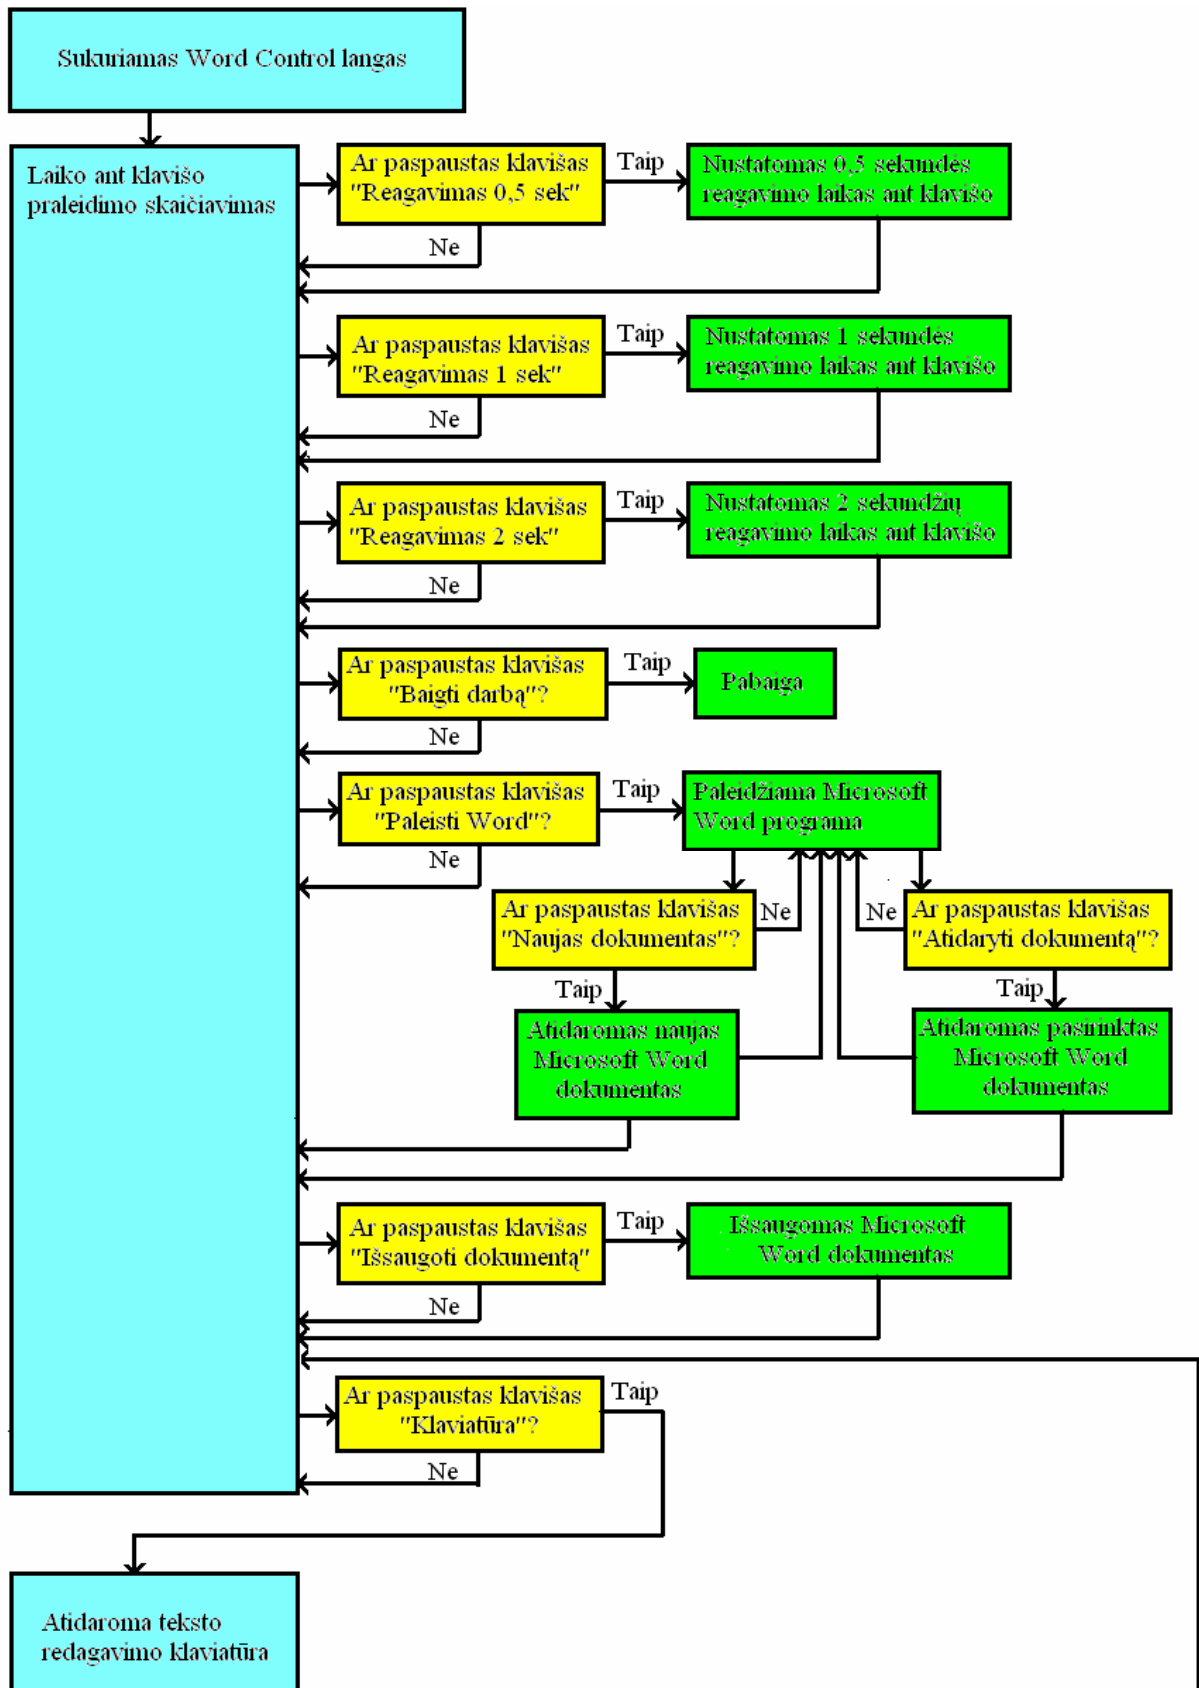 Sukuriamas Word Control langas
Laiko ant klavišo
praleidimo skaičiavimas
Ar paspaustas klavišas
"Reagavimas 0,5 sek"
Taip
Nustatomas 0,5 sekundės
reagavimo laikas ant klavišo
Ne
Ar paspaustas klavišas
"Reagavimas 1 sek"
Taip
Nustatomas 1 sekundės
reagavimo laikas ant klavišo
Ne
Ar paspaustas klavišas
"Reagavimas 2 sek"
Taip
Nustatomas 2 sekundžių
reagavimo laikas ant klavišo
Ne
Ar paspaustas klavišas
"Baigti darbą"?
Taip
Pabaiga
Ne
Ar paspaustas klavišas
"Paleisti Word"?
Taip
Paleidžiama Microsoft
Word programa
Ne
Ar paspaustas klavišas
"Naujas dokumentas"?
Ne
Ne
Ar paspaustas klavišas
"Atidaryti dokumentą"?
Taip
Taip
Atidaromas naujas
Microsoft Word
dokumentas
Atidaromas pasirinktas
Microsoft Word
dokumentas
Ar paspaustas klavišas
"Išsaugoti dokumentą"
Taip
Išsaugomas Microsoft
Word dokumentas
Ne
Ar paspaustas klavišas
"Klaviatūra"?
Taip
Ne
Atidaroma teksto
redagavimo klaviatūra